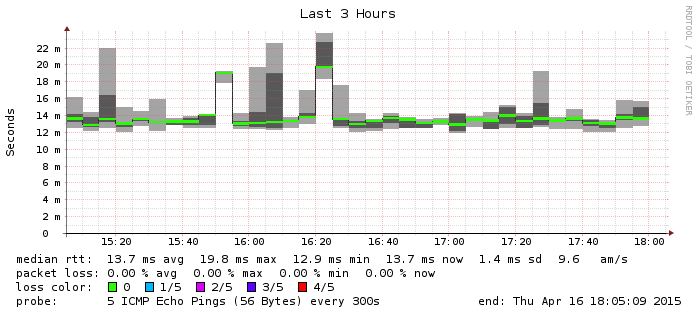 Last 3 Hours
RRDTOOL / TOBI OETIKER
Seconds
22 m
20 m
18 m
16 m
14 m
12 m
10 m
8 m
6 m
4 m
2 m
0
15:20 15:40 16:00 16:20 16:40 17:00 17:20 17:40 18:00
median rtt: 13.7 ms avg 19.8 ms max 12.9 ms min 13.7 ms now 1.4 ms sd 9.6 am/s
packet loss: 0.00 % avg 0.00 % max 0.00 % min 0.00 % now
loss color: 0 1/5 2/5 3/5 4/5
probe: 5 ICMP Echo Pings (56 Bytes) every 300s end: Thu Apr 16 18:05:09 2015